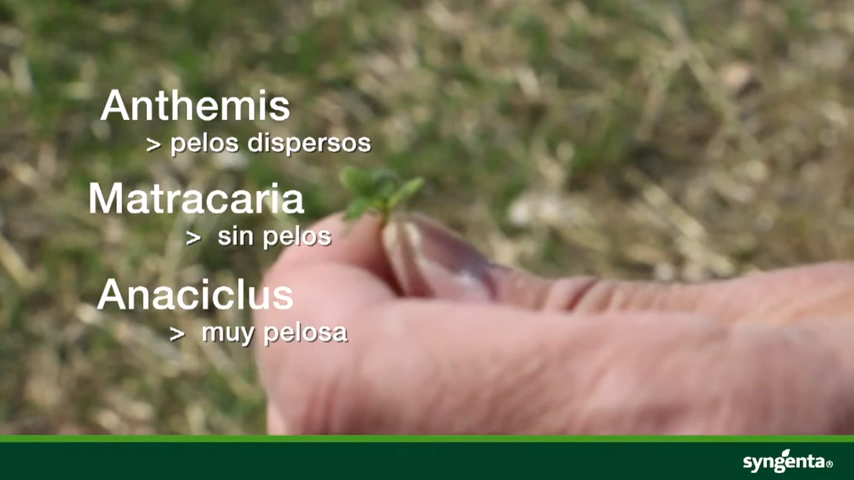 Anthemis
> pelos dispersos
Matracaria
> sin pelos
Anaciclus
> muy pelosa
syngenta®